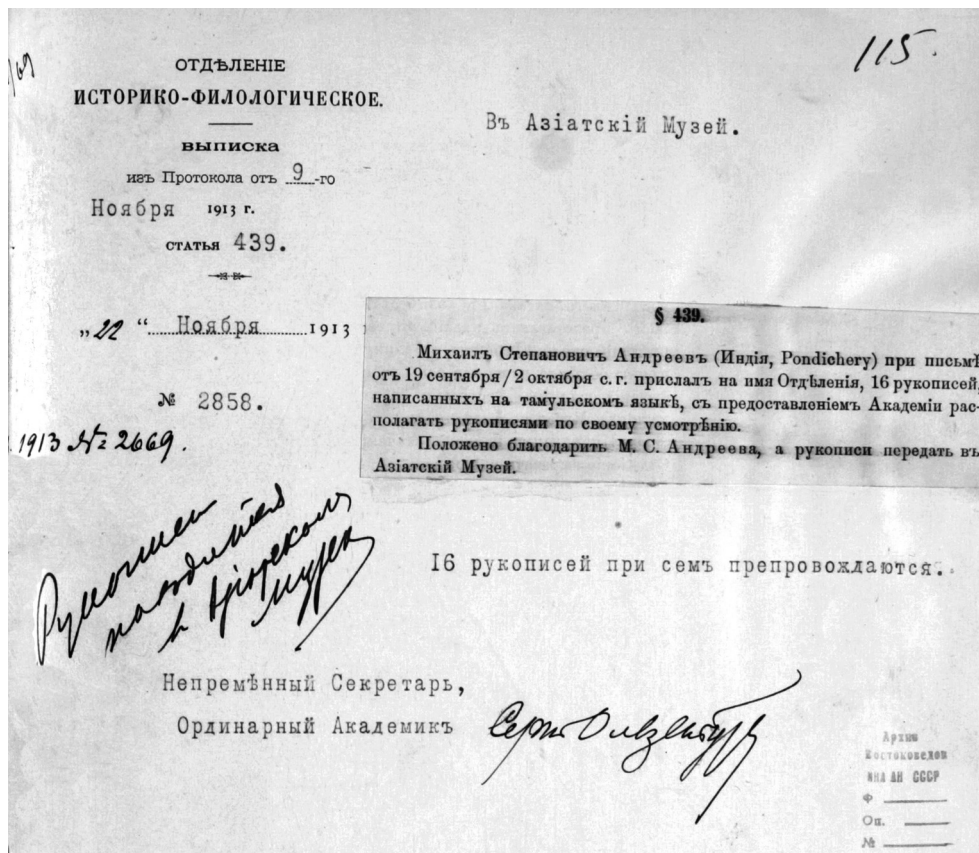 /69
115.
ОТДѢЛЕНІЕ
ИСТОРИКО-ФИЛОЛОГИЧЕСКОЕ.
ВЫПИСКА
изъ Протокола отъ 9-го
Ноября 1913 г.
СТАТЬЯ 439.
„22 “ Ноября 1913
№ 2858.
1913 № 2669.
Въ Азіатскій Музей.
§ 439.
Михаилъ Степановичъ Андреевъ (Индія, Pondichery) при письмѣ
отъ 19 сентября/2 октября с. г. прислалъ на имя Отдѣленія, 16 рукописей,
написанныхъ на тамульскомъ языкѣ, съ предоставленіемъ Академіи рас-
полагать рукописями по своему усмотрѣнію.
Положено благодарить М. С. Андреева, а рукописи передать въ
Азіатскій Музей.
Рукописи
находятся
в Азіатском
музее
16 рукописей при семъ препровождаются.
Непремѣнный Секретарь,
Ординарный Академикъ Сергѣй Ольденбургъ
Архив
Востоковедов
ИНА АН СССР
Ф
Оп.
№